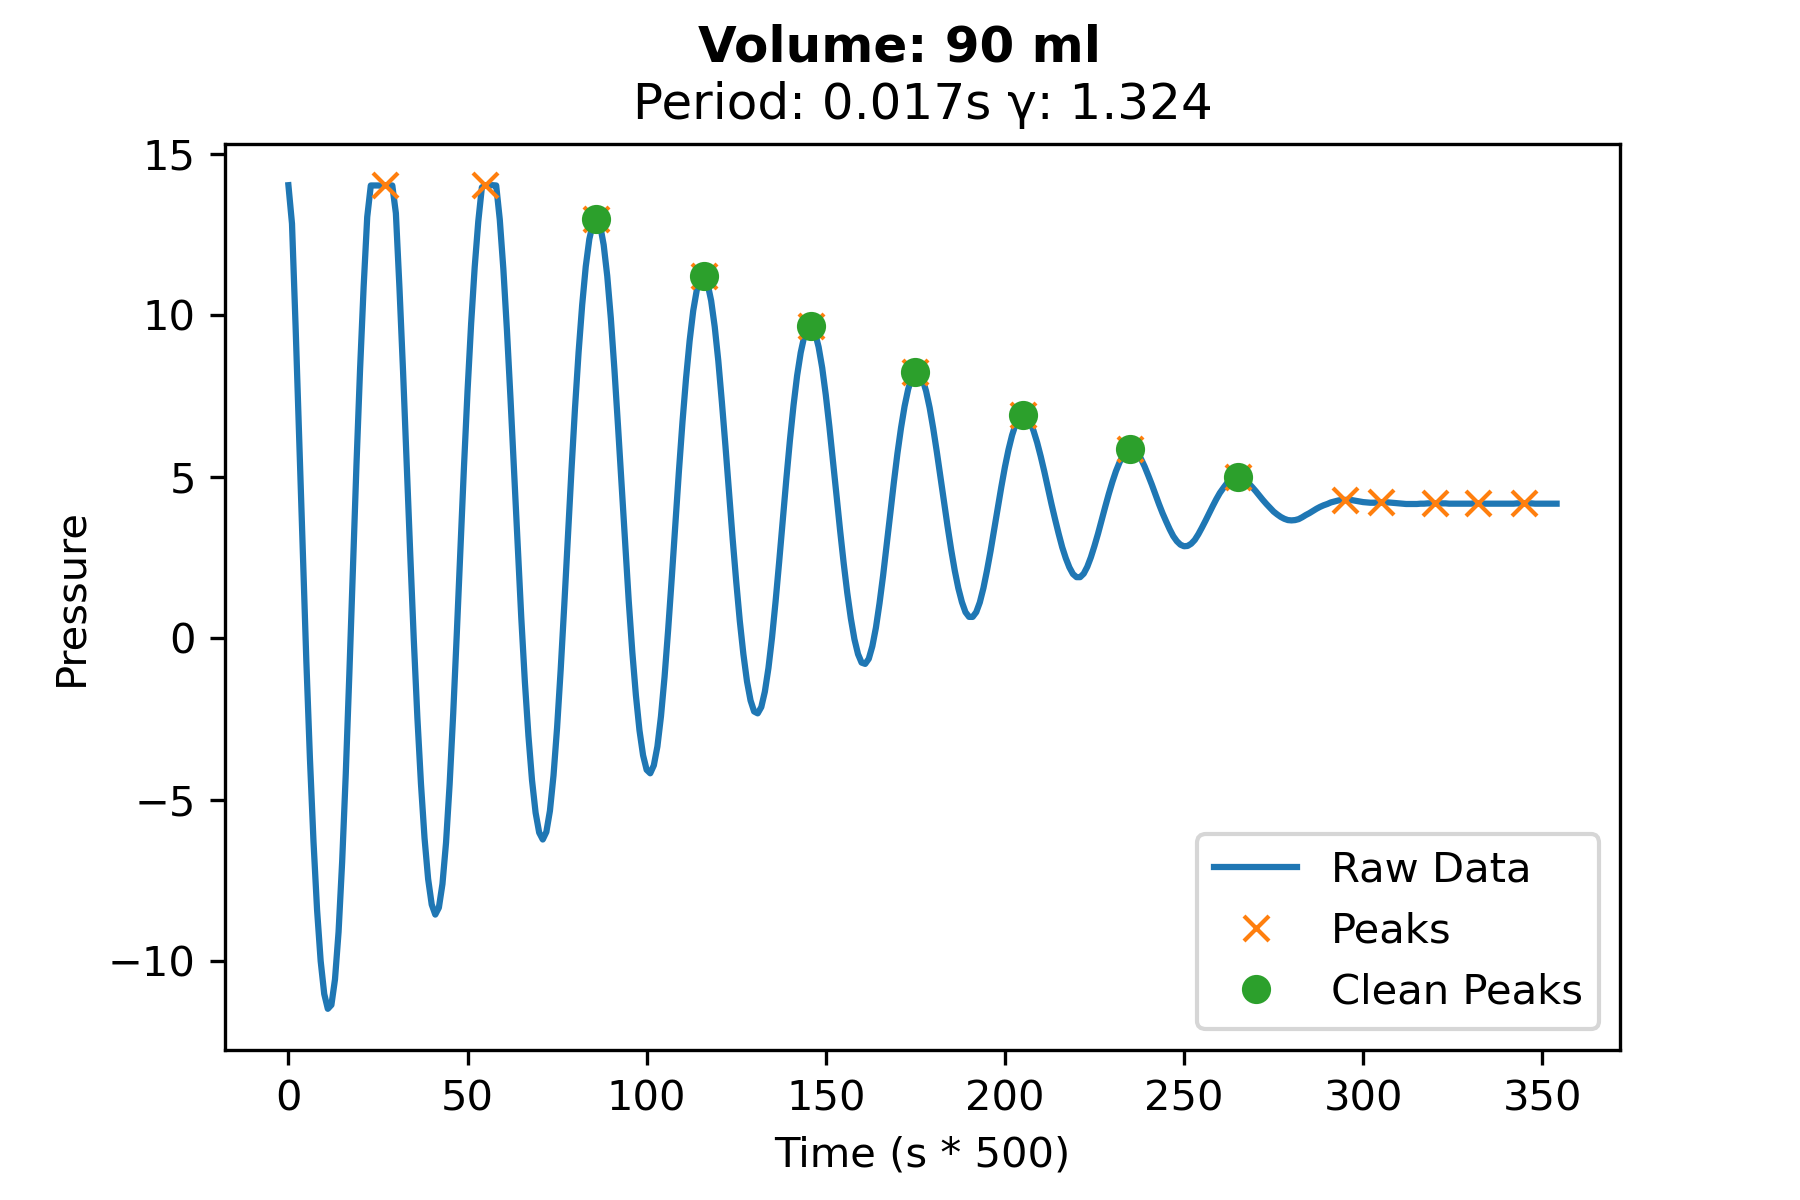 Volume: 90 ml
Period: 0.017s γ: 1.324
15
10
5
0
−5
−10
Pressure
0 50 100 150 200 250 300 350
Time (s * 500)
Raw Data
Peaks
Clean Peaks